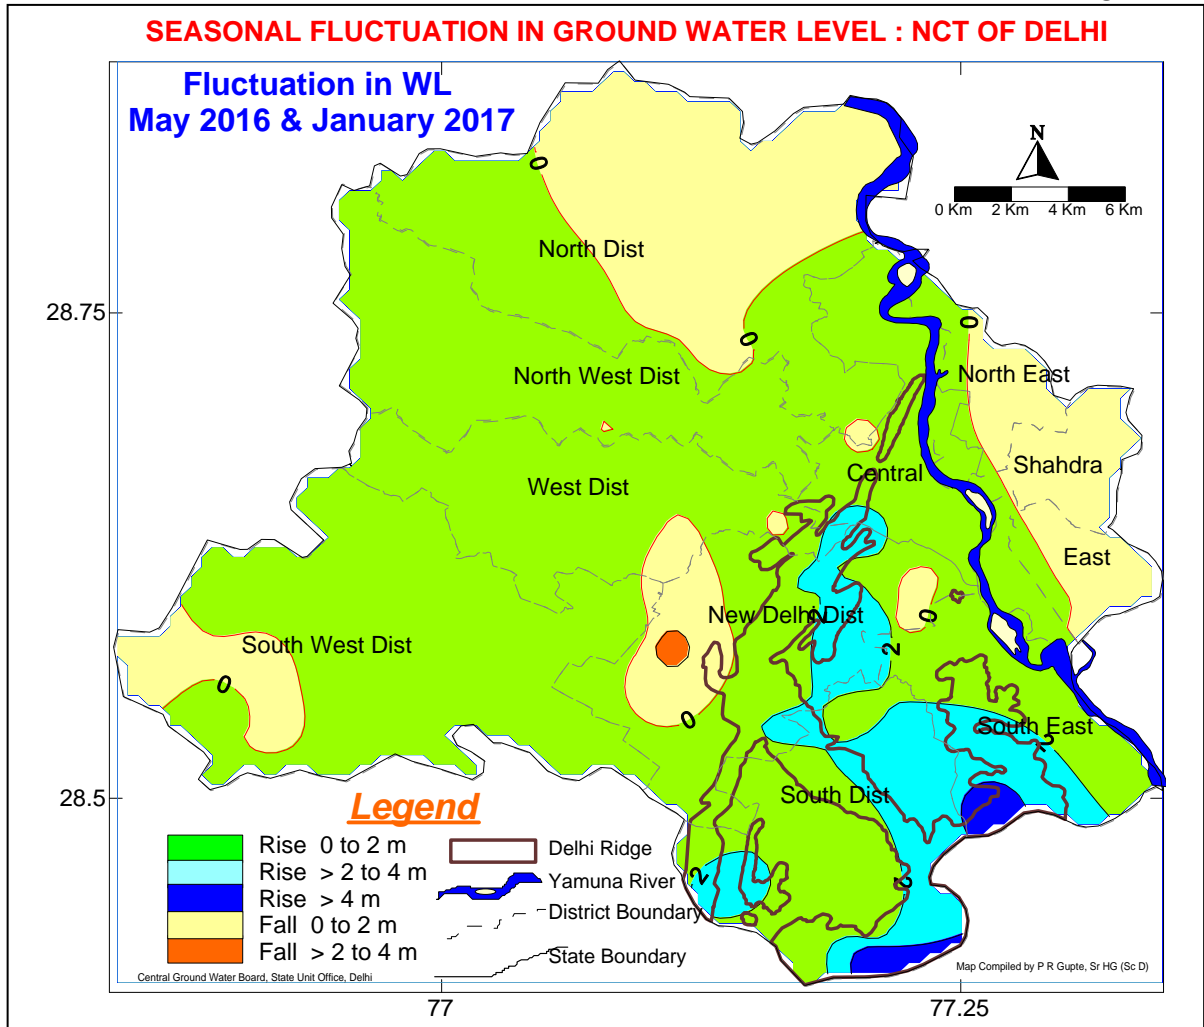 SEASONAL FLUCTUATION IN GROUND WATER LEVEL : NCT OF DELHI
Fluctuation in WL
May 2016 & January 2017
N
0 Km 2 Km 4 Km 6 Km
0
North Dist
28.75
0
0
North West Dist
North East
Shahdra
Central
West Dist
East
New Delhi Dist
2
0
South West Dist
2
0
0
South East
2
28.5
South Dist
Legend
Rise 0 to 2 m
Rise > 2 to 4 m
Rise > 4 m
Fall 0 to 2 m
Fall > 2 to 4 m
Delhi Ridge
Yamuna River
District Boundary
State Boundary
2
2
Central Ground Water Board, State Unit Office, Delhi
Map Compiled by P R Gupte, Sr HG (Sc D)
77
77.25